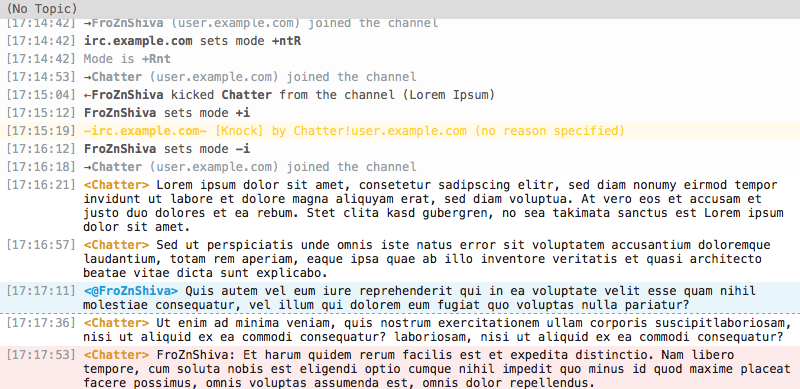 (No Topic)
[17:14:42] →FroZnShiva (user.example.com) joined the channel
[17:14:42] irc.example.com sets mode +ntR
[17:14:42] Mode is +Rnt
[17:14:53] →Chatter (user.example.com) joined the channel
[17:15:04] ←FroZnShiva kicked Chatter from the channel (Lorem Ipsum)
[17:15:12] FroZnShiva sets mode +i
[17:15:19] -irc.example.com- [Knock] by Chatter!user.example.com (no reason specified)
[17:16:12] FroZnShiva sets mode -i
[17:16:18] →Chatter (user.example.com) joined the channel
[17:16:21] <Chatter> Lorem ipsum dolor sit amet, consetetur sadipscing elitr, sed diam nonumy eirmod tempor
invidunt ut labore et dolore magna aliquyam erat, sed diam voluptua. At vero eos et accusam et
justo duo dolores et ea rebum. Stet clita kasd gubergren, no sea takimata sanctus est Lorem ipsum
dolor sit amet.
[17:16:57] <Chatter> Sed ut perspiciatis unde omnis iste natus error sit voluptatem accusantium doloremque
laudantium, totam rem aperiam, eaque ipsa quae ab illo inventore veritatis et quasi architecto
beatae vitae dicta sunt explicabo.
[17:17:11] <@FroZnShiva> Quis autem vel eum iure reprehenderit qui in ea voluptate velit esse quam nihil
molestiae consequatur, vel illum qui dolorem eum fugiat quo voluptas nulla pariatur?
[17:17:36] <Chatter> Ut enim ad minima veniam, quis nostrum exercitationem ullam corporis suscipitlaboriosam,
nisi ut aliquid ex ea commodi consequatur? laboriosam, nisi ut aliquid ex ea commodi consequatur?
[17:17:53] <Chatter> FroZnShiva: Et harum quidem rerum facilis est et expedita distinctio. Nam libero
tempore, cum soluta nobis est eligendi optio cumque nihil impedit quo minus id quod maxime placeat
facere possimus, omnis voluptas assumenda est, omnis dolor repellendus.